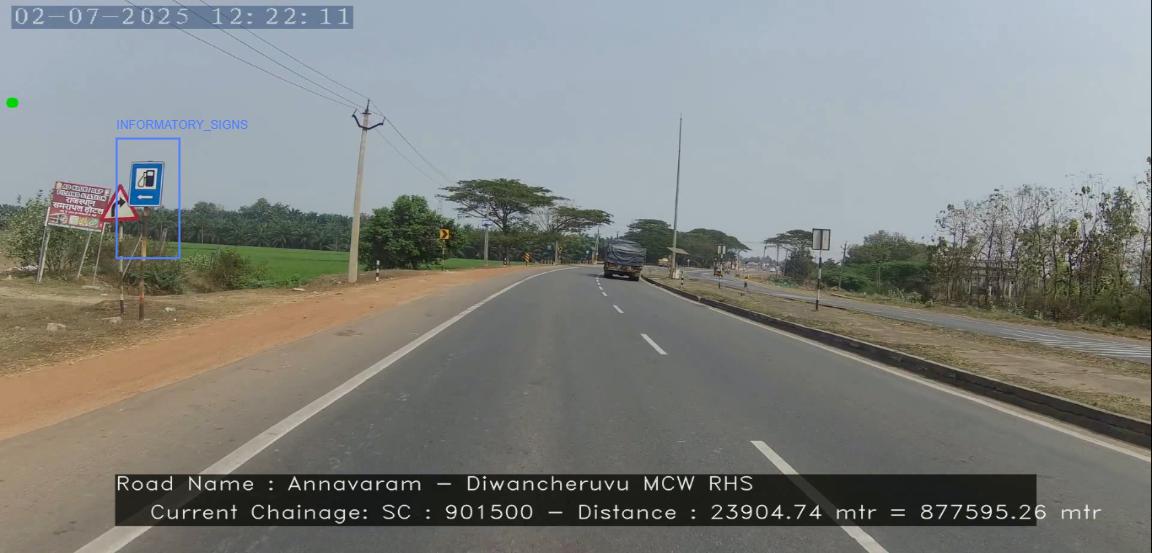 02-07-2025 12:22:11
INFORMATORY_SIGNS
राजस्थान
Road Name : Annavaram - Diwancheruvu MCW RHS
Current Chainage: SC : 901500 - Distance : 23904.74 mtr = 877595.26 mtr